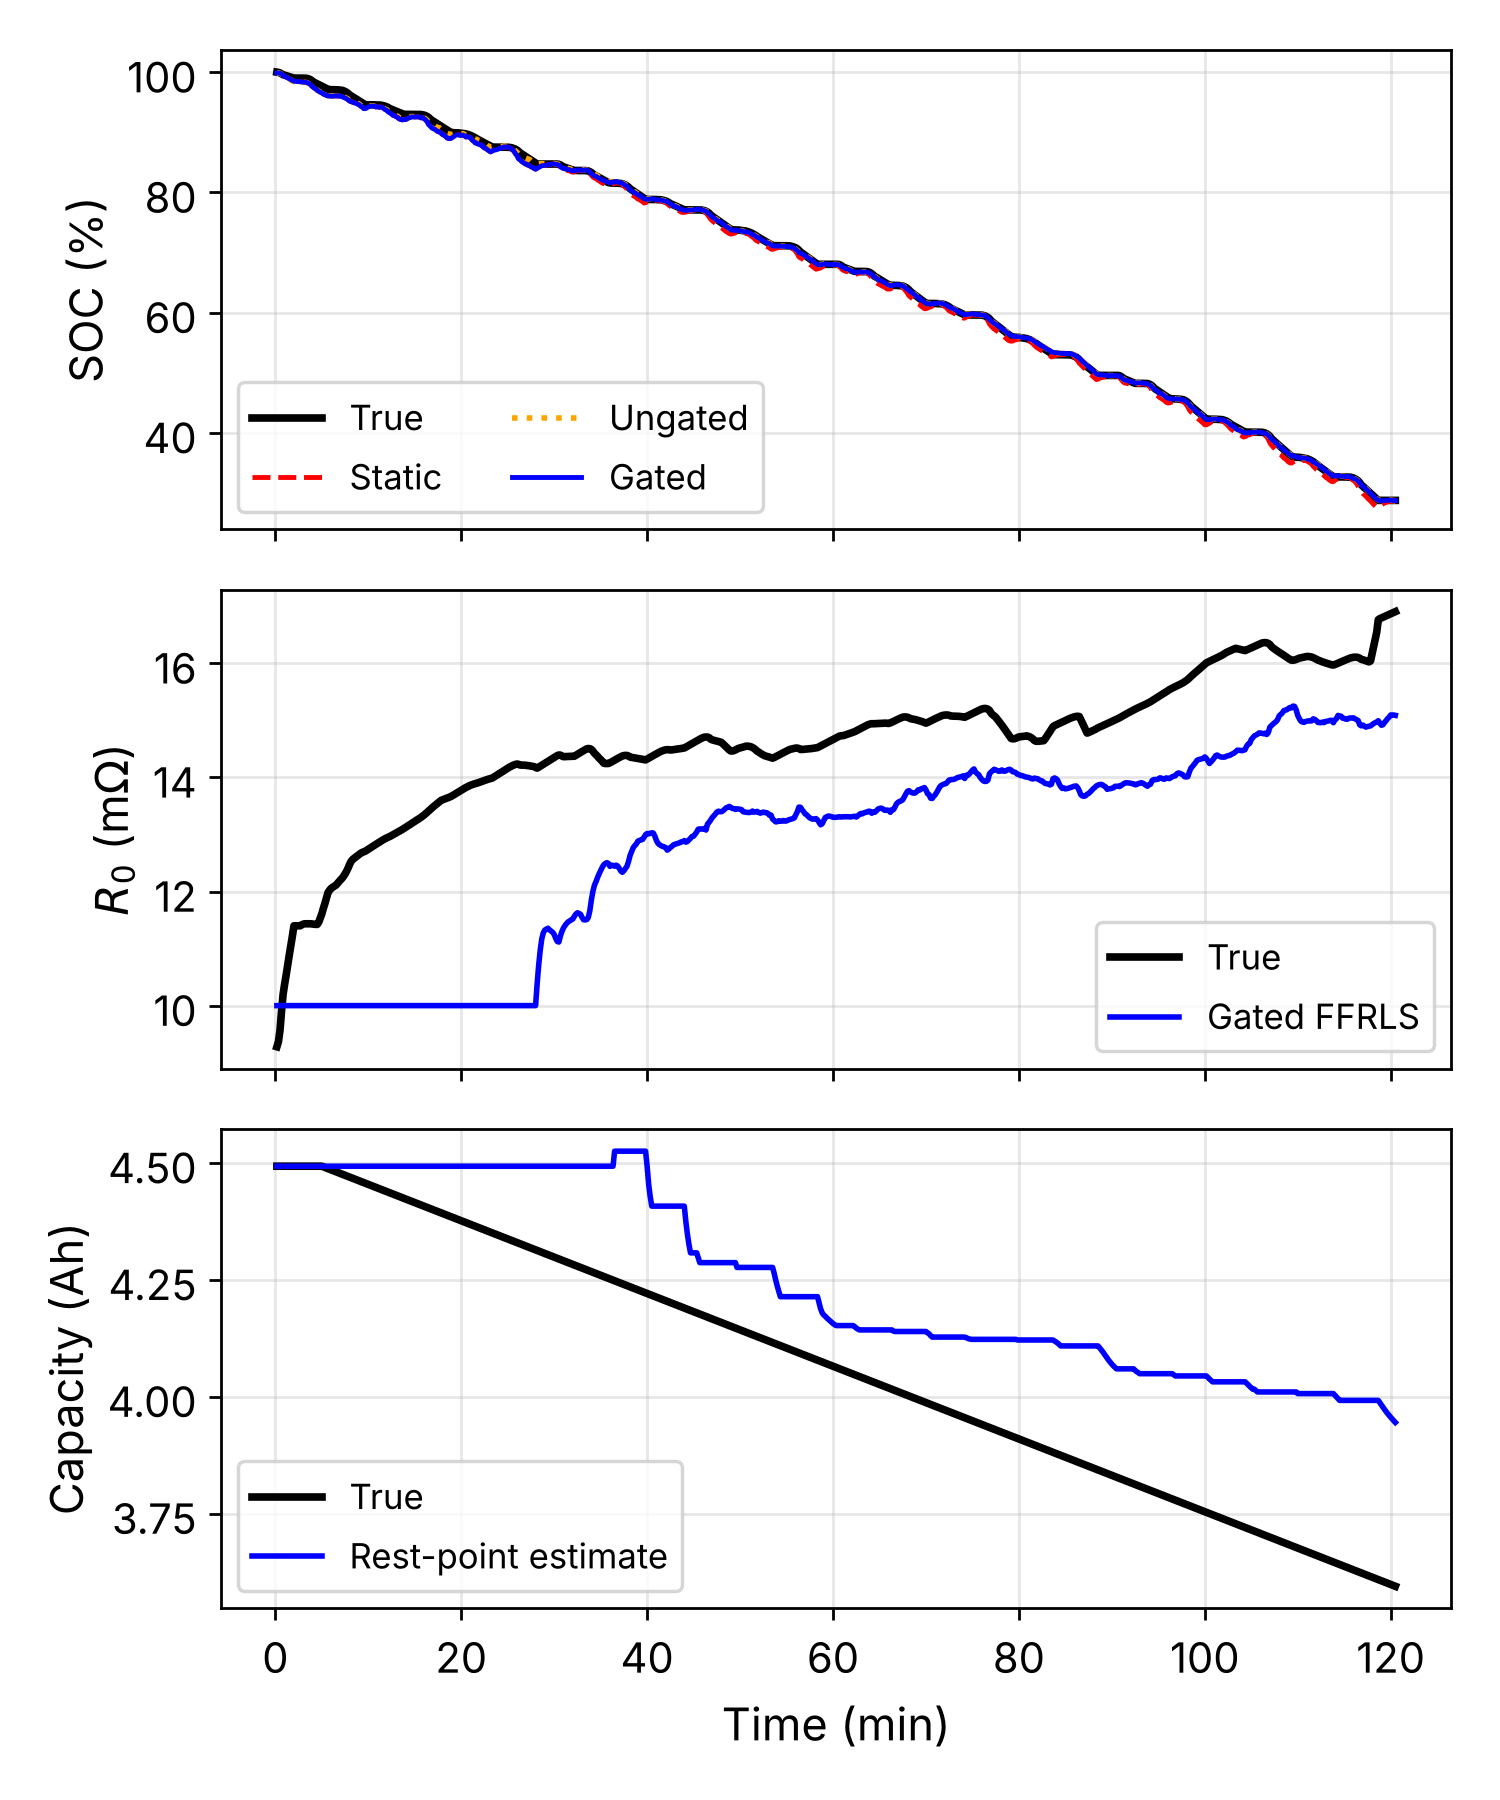 100
80
60
40
SOC (%)
True
Ungated
Static
Gated
16
14
12
10
R0 (mΩ)
True
Gated FFRLS
4.50
4.25
4.00
3.75
Capacity (Ah)
True
Rest-point estimate
0 20 40 60 80 100 120
Time (min)